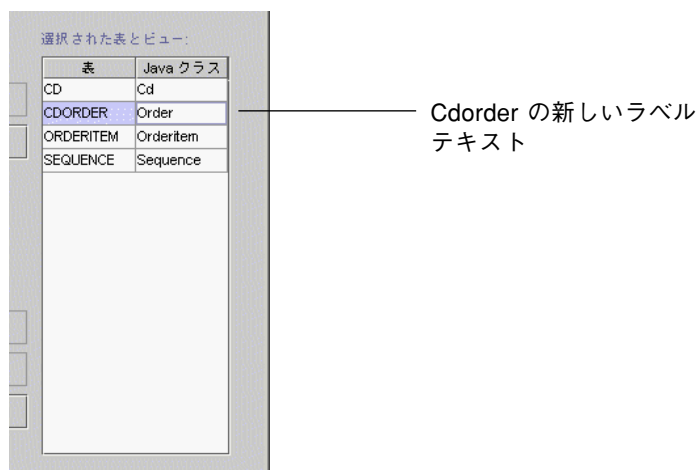 選択された表とビュー:
表 Java クラス
CD Cd
CDORDER Order
ORDERITEM Orderitem
SEQUENCE Sequence
Cdorder の新しいラベル
テキスト